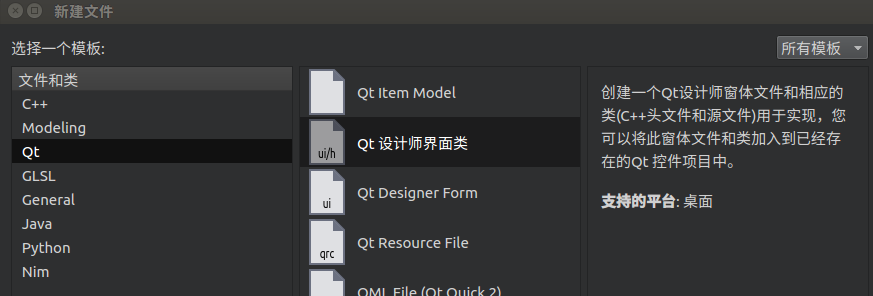 新建文件
选择一个模板:
所有模板
文件和类
C++
Modeling
Qt
GLSL
General
Java
Python
Nim
Qt Item Model
ui/h
Qt 设计师界面类
ui
Qt Designer Form
qrc
Qt Resource File
QML File (Qt Quick 2)
创建一个Qt设计师窗体文件和相应的
类(C++头文件和源文件)用于实现，您
可以将此窗体文件和类加入到已经存
在的Qt 控件项目中。
支持的平台: 桌面